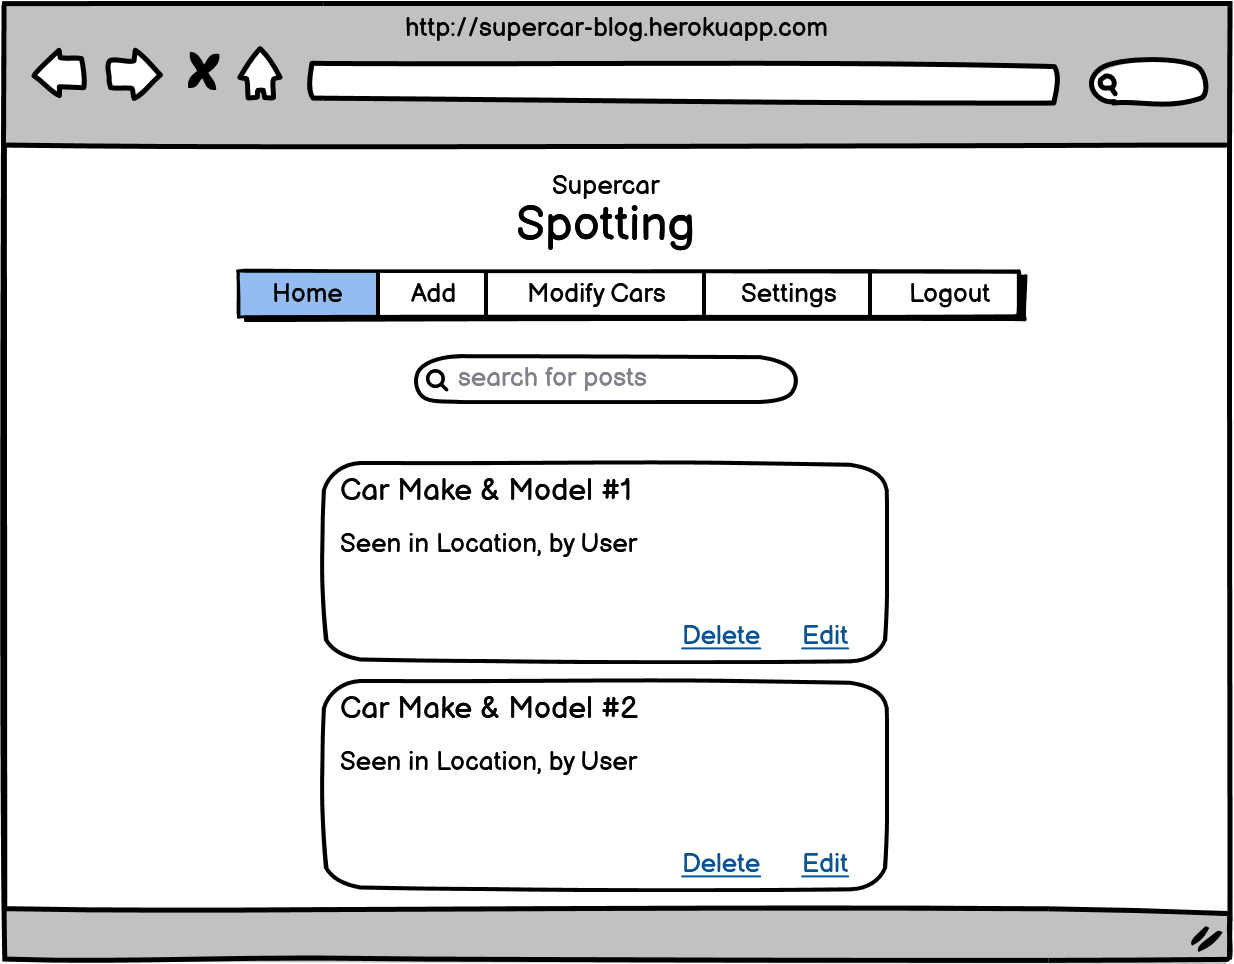 http://supercar-blog.herokuapp.com
Supercar
Spotting
Home Add Modify Cars Settings Logout
search for posts
Car Make & Model #1
Seen in Location, by User
Delete Edit
Car Make & Model #2
Seen in Location, by User
Delete Edit